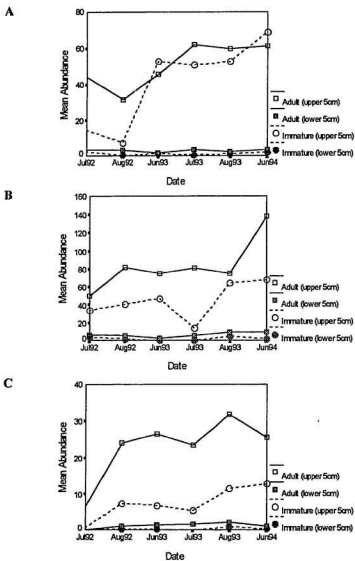 A
80
60
40
20
0
Mean Abundance
Jul92 Aug92 Jun93 Jul93 Aug93 Jun94
Date
Adult (upper 5cm)
Adult (lower 5cm)
Immature (upper 5cm)
Immature (lower 5cm)
B
160
140
120
100
80
60
40
20
0
Mean Abundance
Jul92 Aug92 Jun93 Jul93 Aug93 Jun94
Date
Adult (upper 5cm)
Adult (lower 5cm)
Immature (upper 5cm)
Immature (lower 5cm)
C
40
30
20
10
0
Mean Abundance
Jul92 Aug92 Jun93 Jul93 Aug93 Jun94
Date
Adult (upper 5cm)
Adult (lower 5cm)
Immature (upper 5cm)
Immature (lower 5cm)